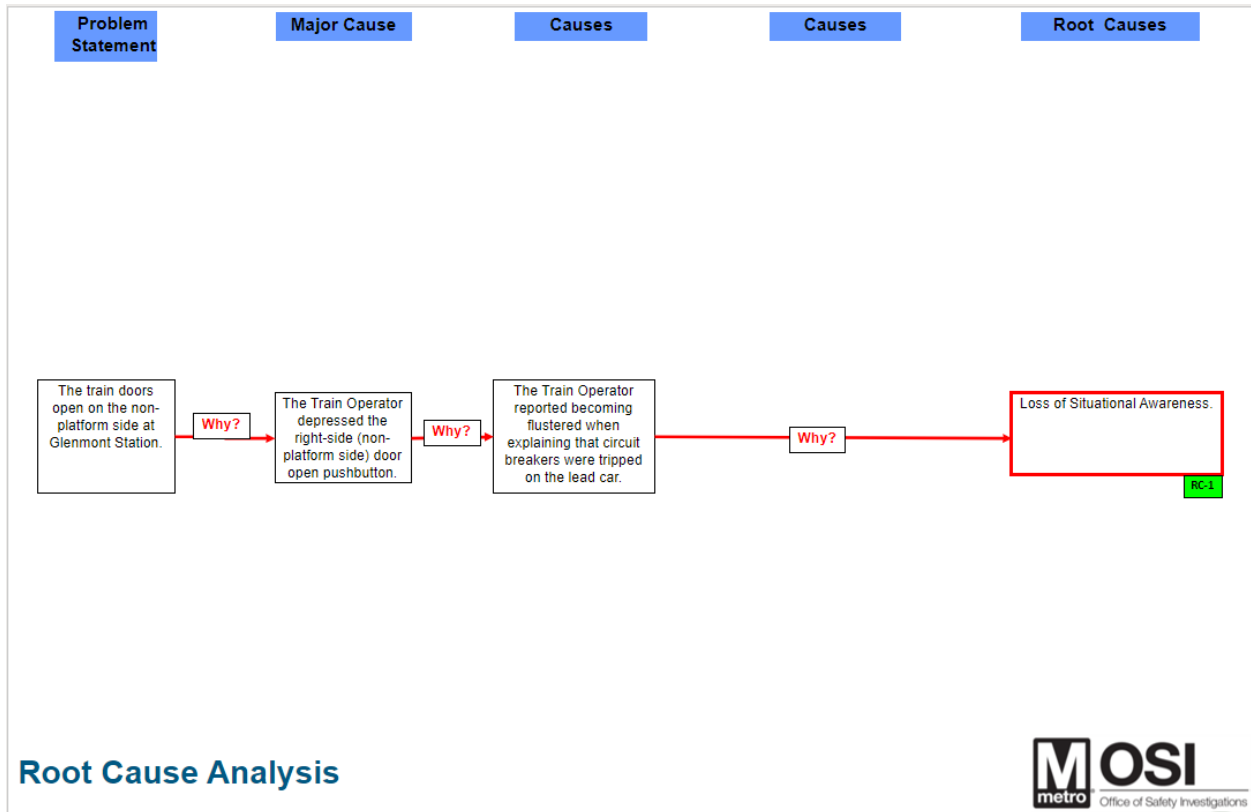 Problem
Statement
Major Cause
Causes
Causes
Root Causes
The train doors
open on the non-
platform side at
Glenmont Station.
Why?
The Train Operator
depressed the
right-side (non-
platform side) door
open pushbutton.
Why?
The Train Operator
reported becoming
flustered when
explaining that circuit
breakers were tripped
on the lead car.
Why?
Loss of Situational Awareness.
RC-1
Root Cause Analysis
M
metro
OSI
Office of Safety Investigations